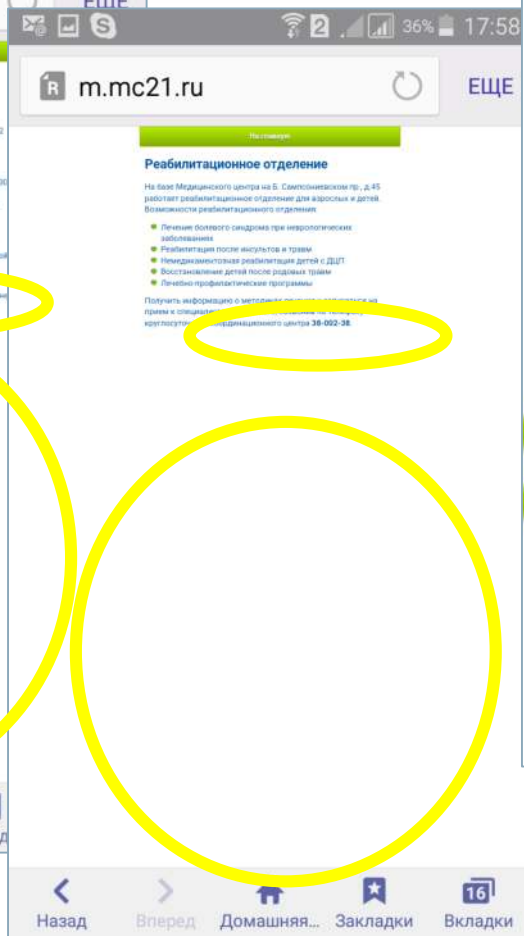 ЕЩЕ
2 36% 17:58
m.mc21.ru ЕЩЕ
На главную
Реабилитационное отделение
На базе Медицинского центра на Б. Сампсониевском пр., д.45
работает реабилитационное отделение для взрослых и детей.
Возможности реабилитационного отделения:
Лечение болевого синдрома при неврологических
заболеваниях
Реабилитация после инсультов и травм
Немедикаментозная реабилитация детей с ДЦП
Восстановление детей после родовых травм
Лечебно-профилактические программы
Получить информацию о методиках лечения и записаться на
прием к
круглосуточного координационного центра 38-002-38.
Назад Вперед Домашняя... Закладки 16 Вкладки